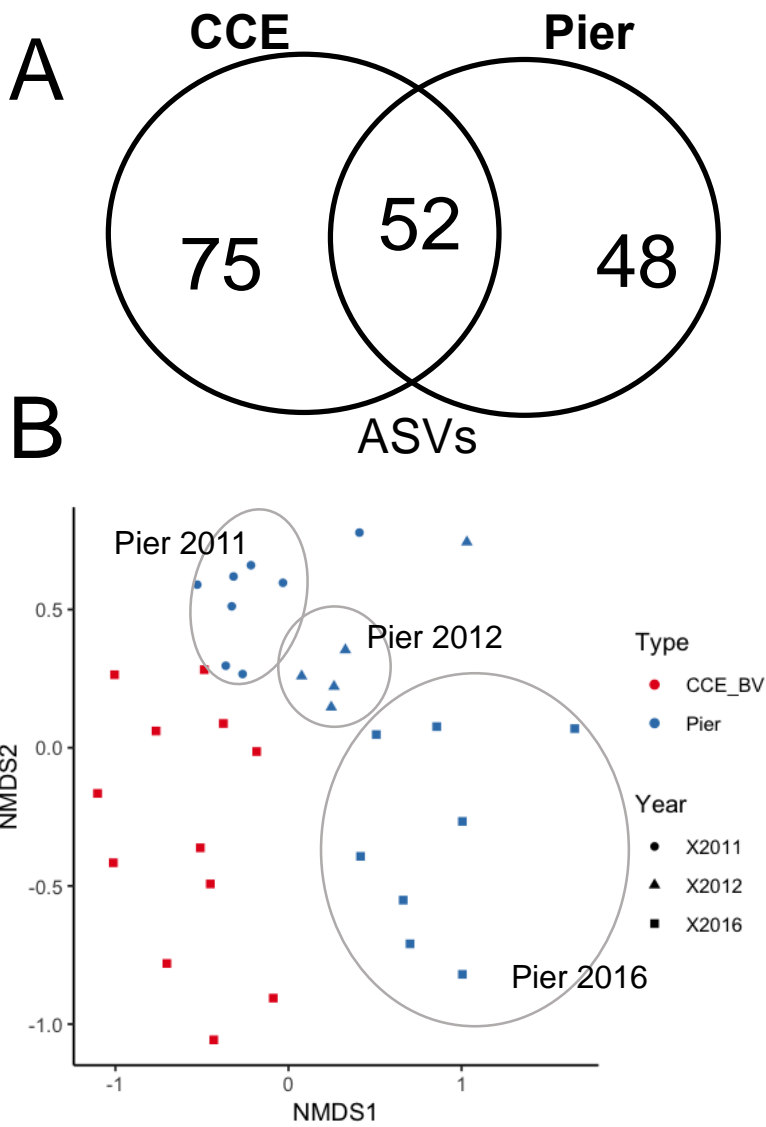 A
CCE
Pier
75
52
48
ASVs
B
Pier 2011
Pier 2012
Pier 2016
0.5
0.0
-0.5
-1.0
NMDS2
-1
0
1
NMDS1
Type
CCE_BV
Pier
Year
X2011
X2012
X2016